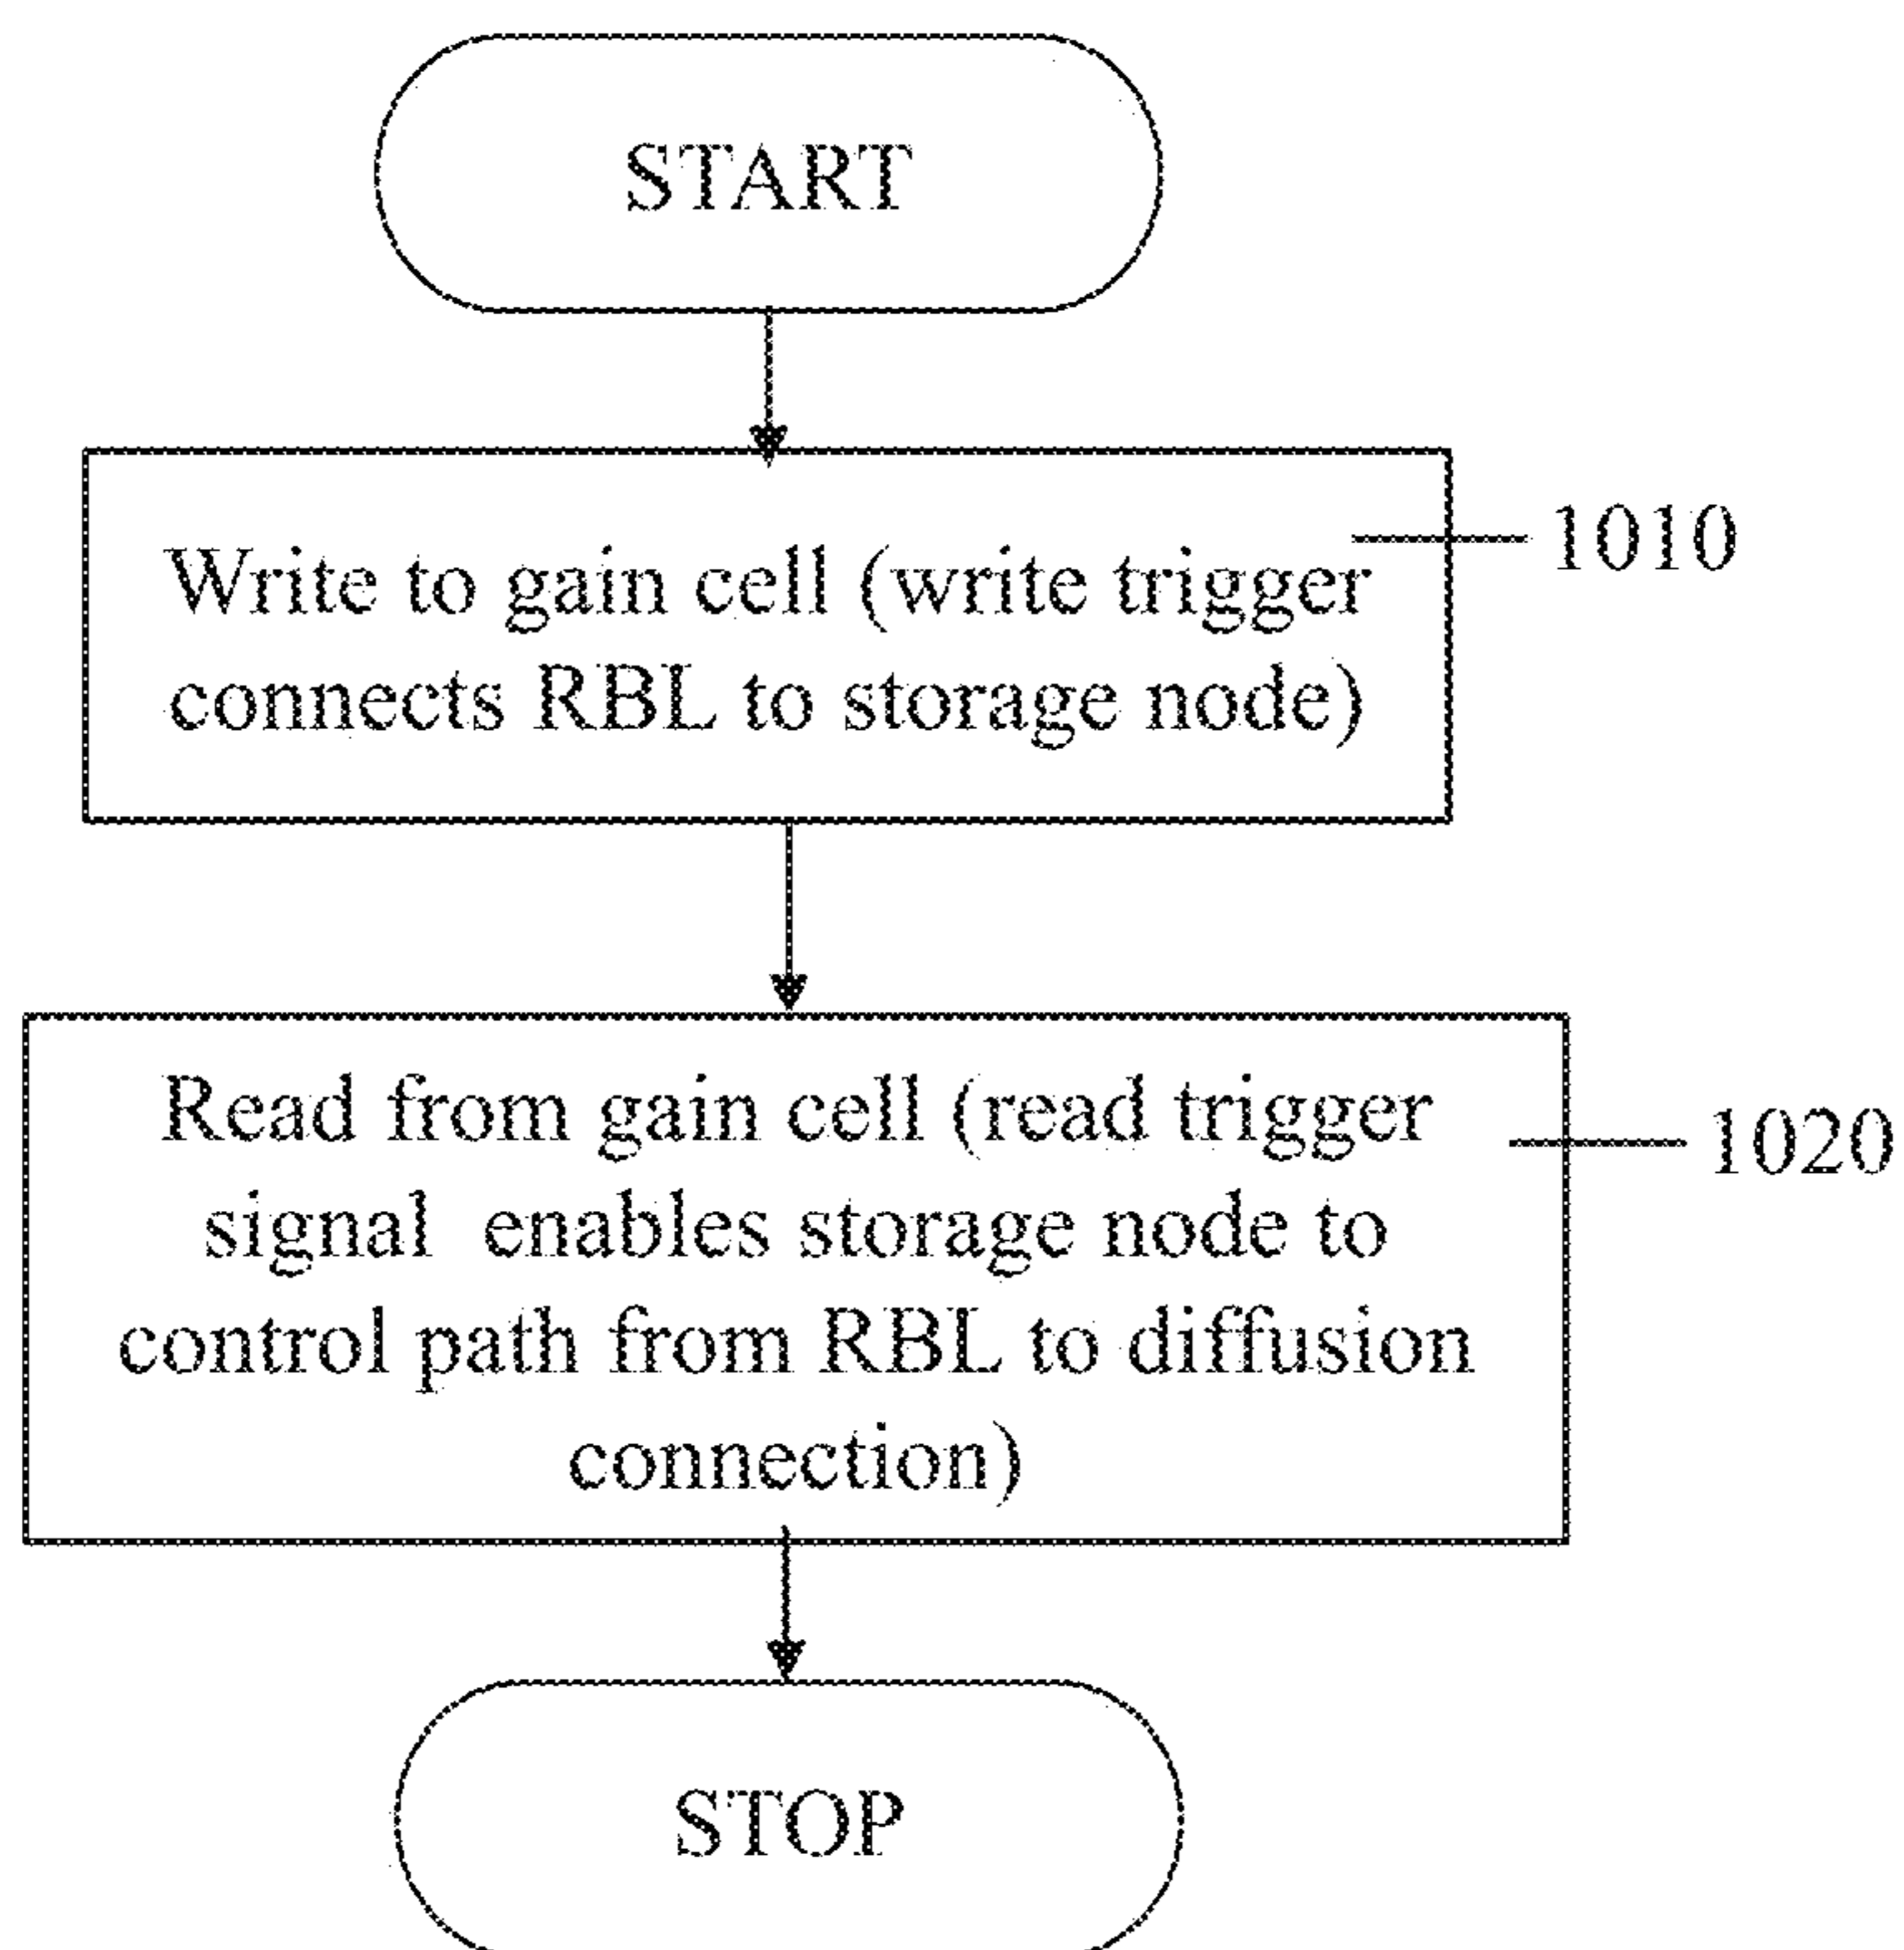 START
Write to gain cell (write trigger
connects RBL to storage node)
1010
Read from gain cell (read trigger
signal enables storage node to
control path from RBL to diffusion
connection)
1020
STOP